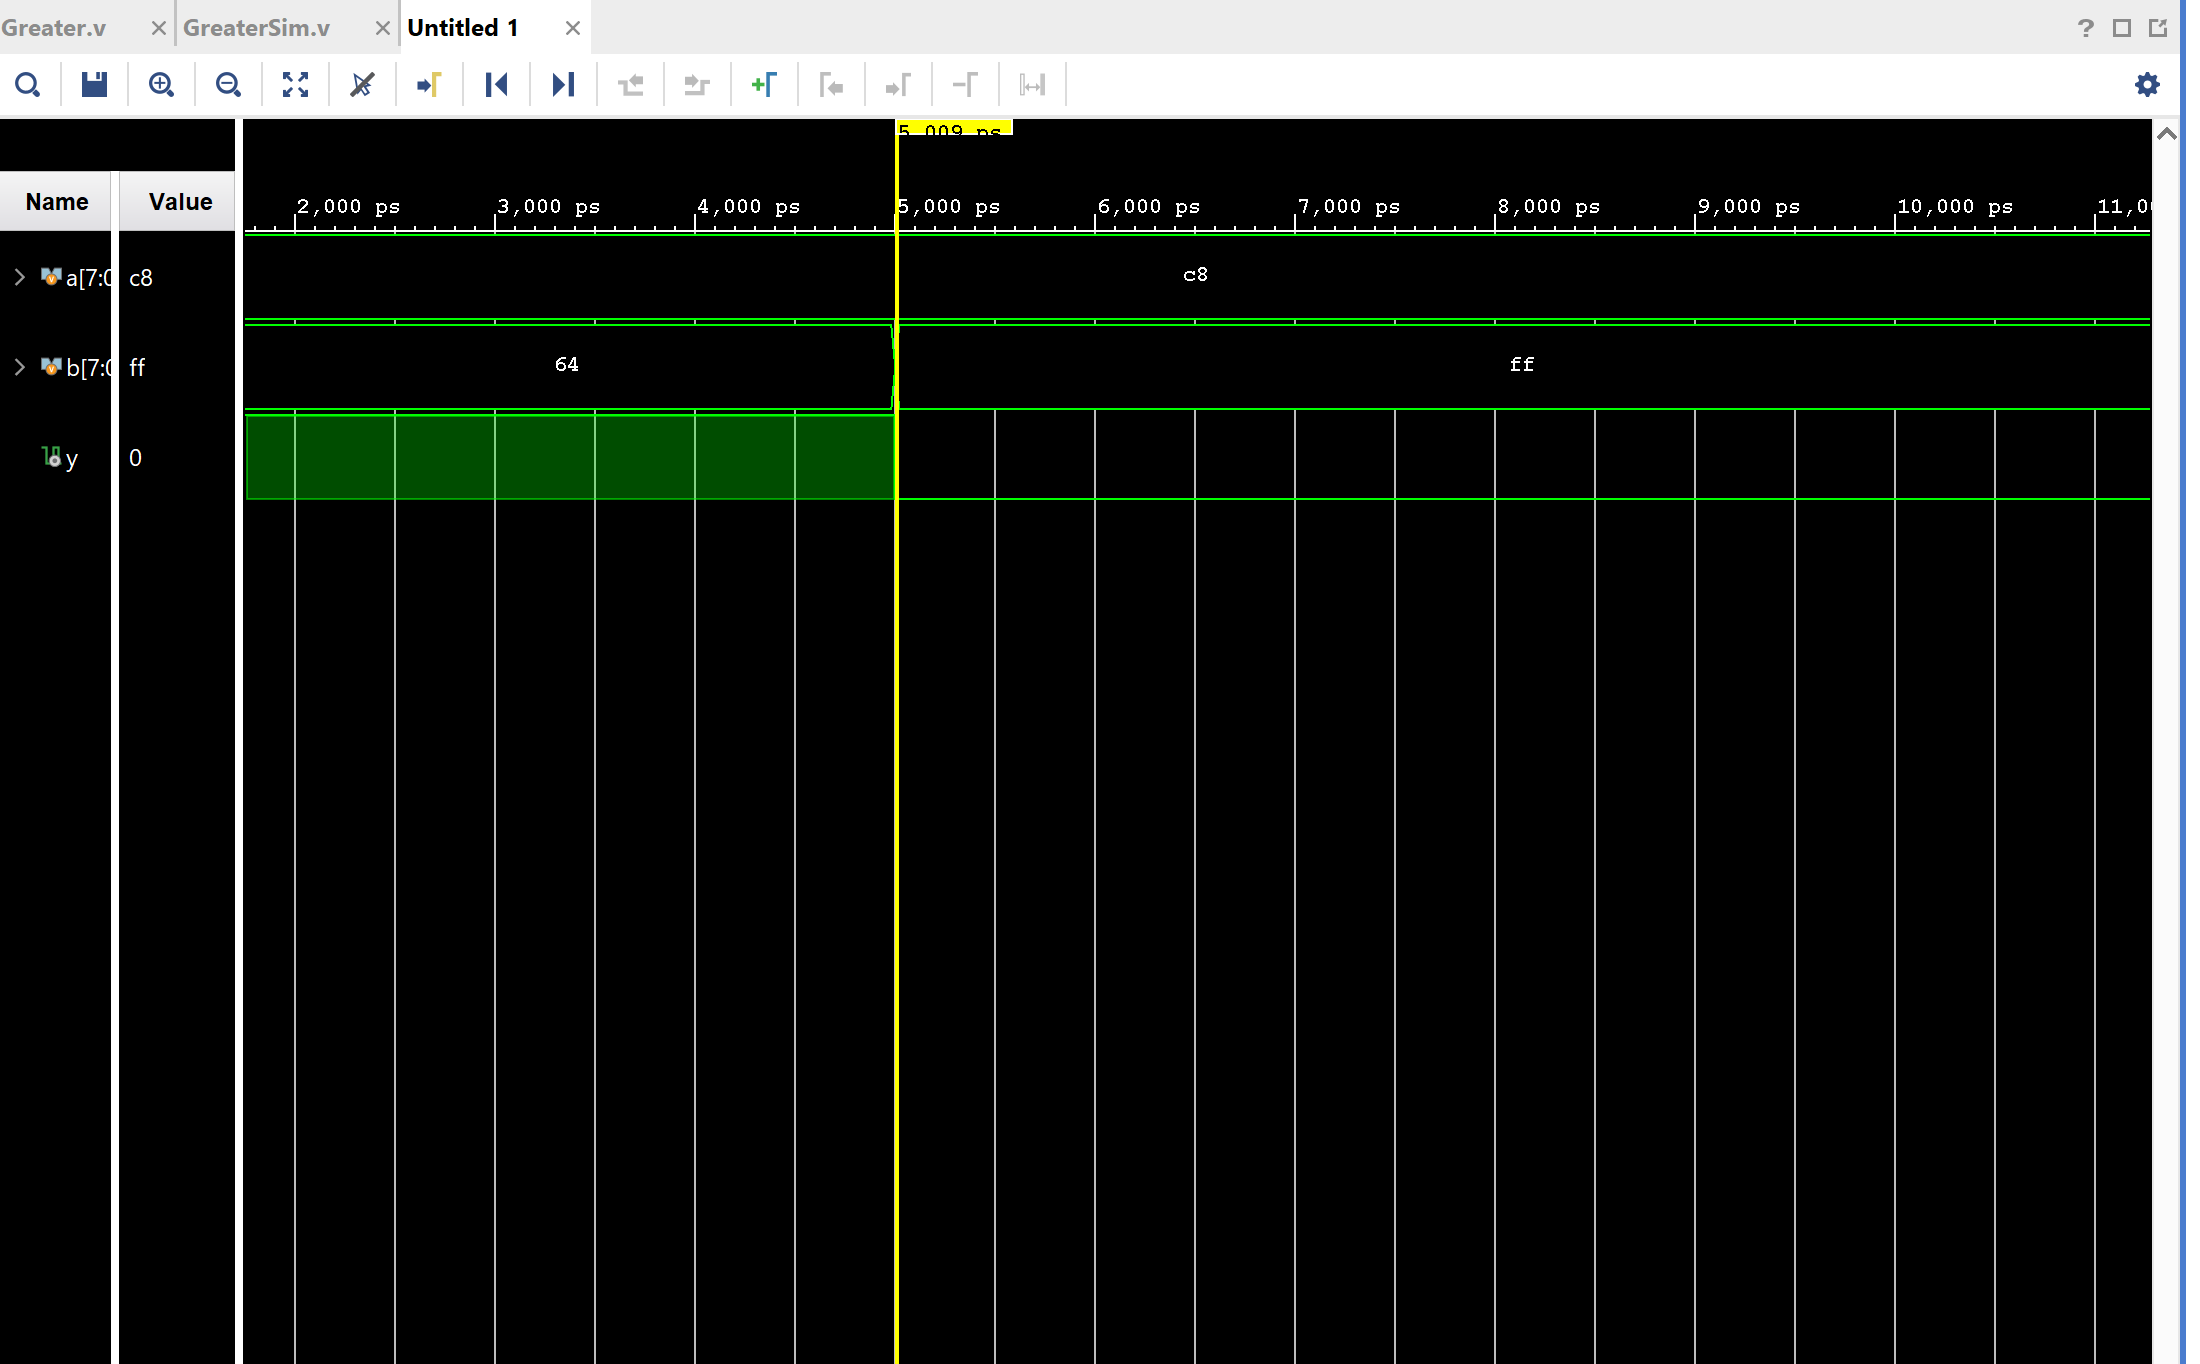 Greater.v GreaterSim.v Untitled 1 ?
5,009 ps
Name Value 2,000 ps 3,000 ps 4,000 ps 5,000 ps 6,000 ps 7,000 ps 8,000 ps 9,000 ps 10,000 ps 11,0
a[7:0 c8 c8
b[7:0 ff 64 ff
y 0